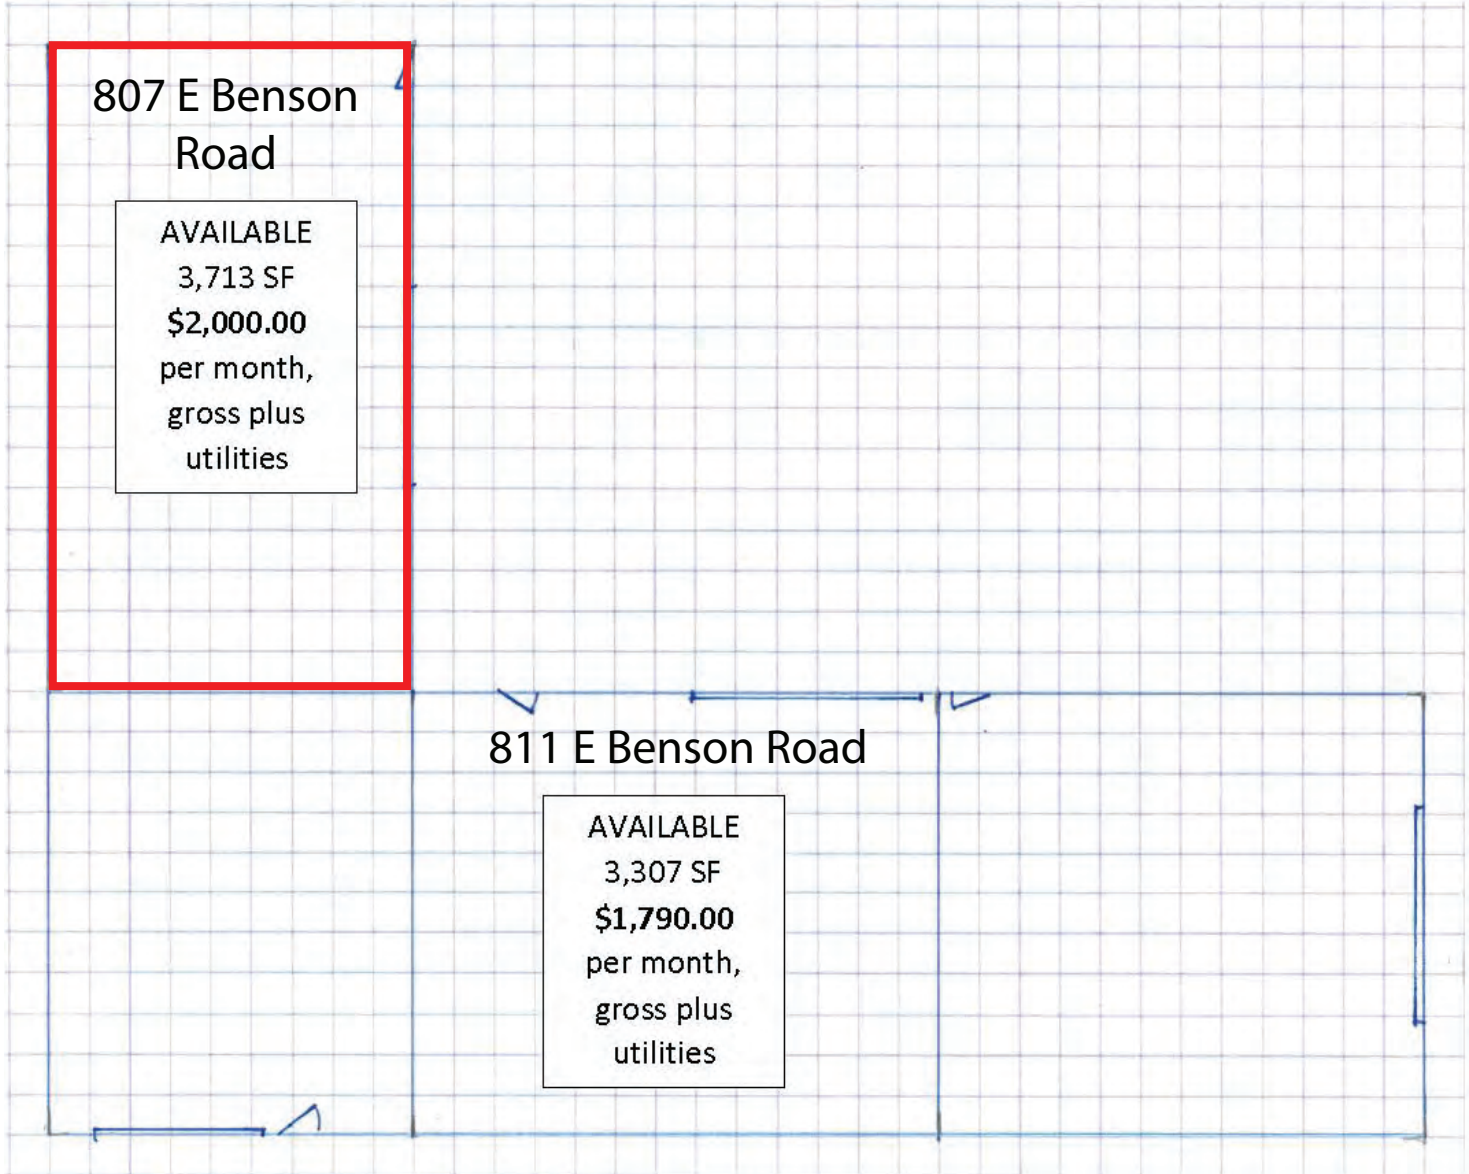 807 E Benson
Road
AVAILABLE
3,713 SF
$2,000.00
per month,
gross plus
utilities
811 E Benson Road
AVAILABLE
3,307 SF
$1,790.00
per month,
gross plus
utilities